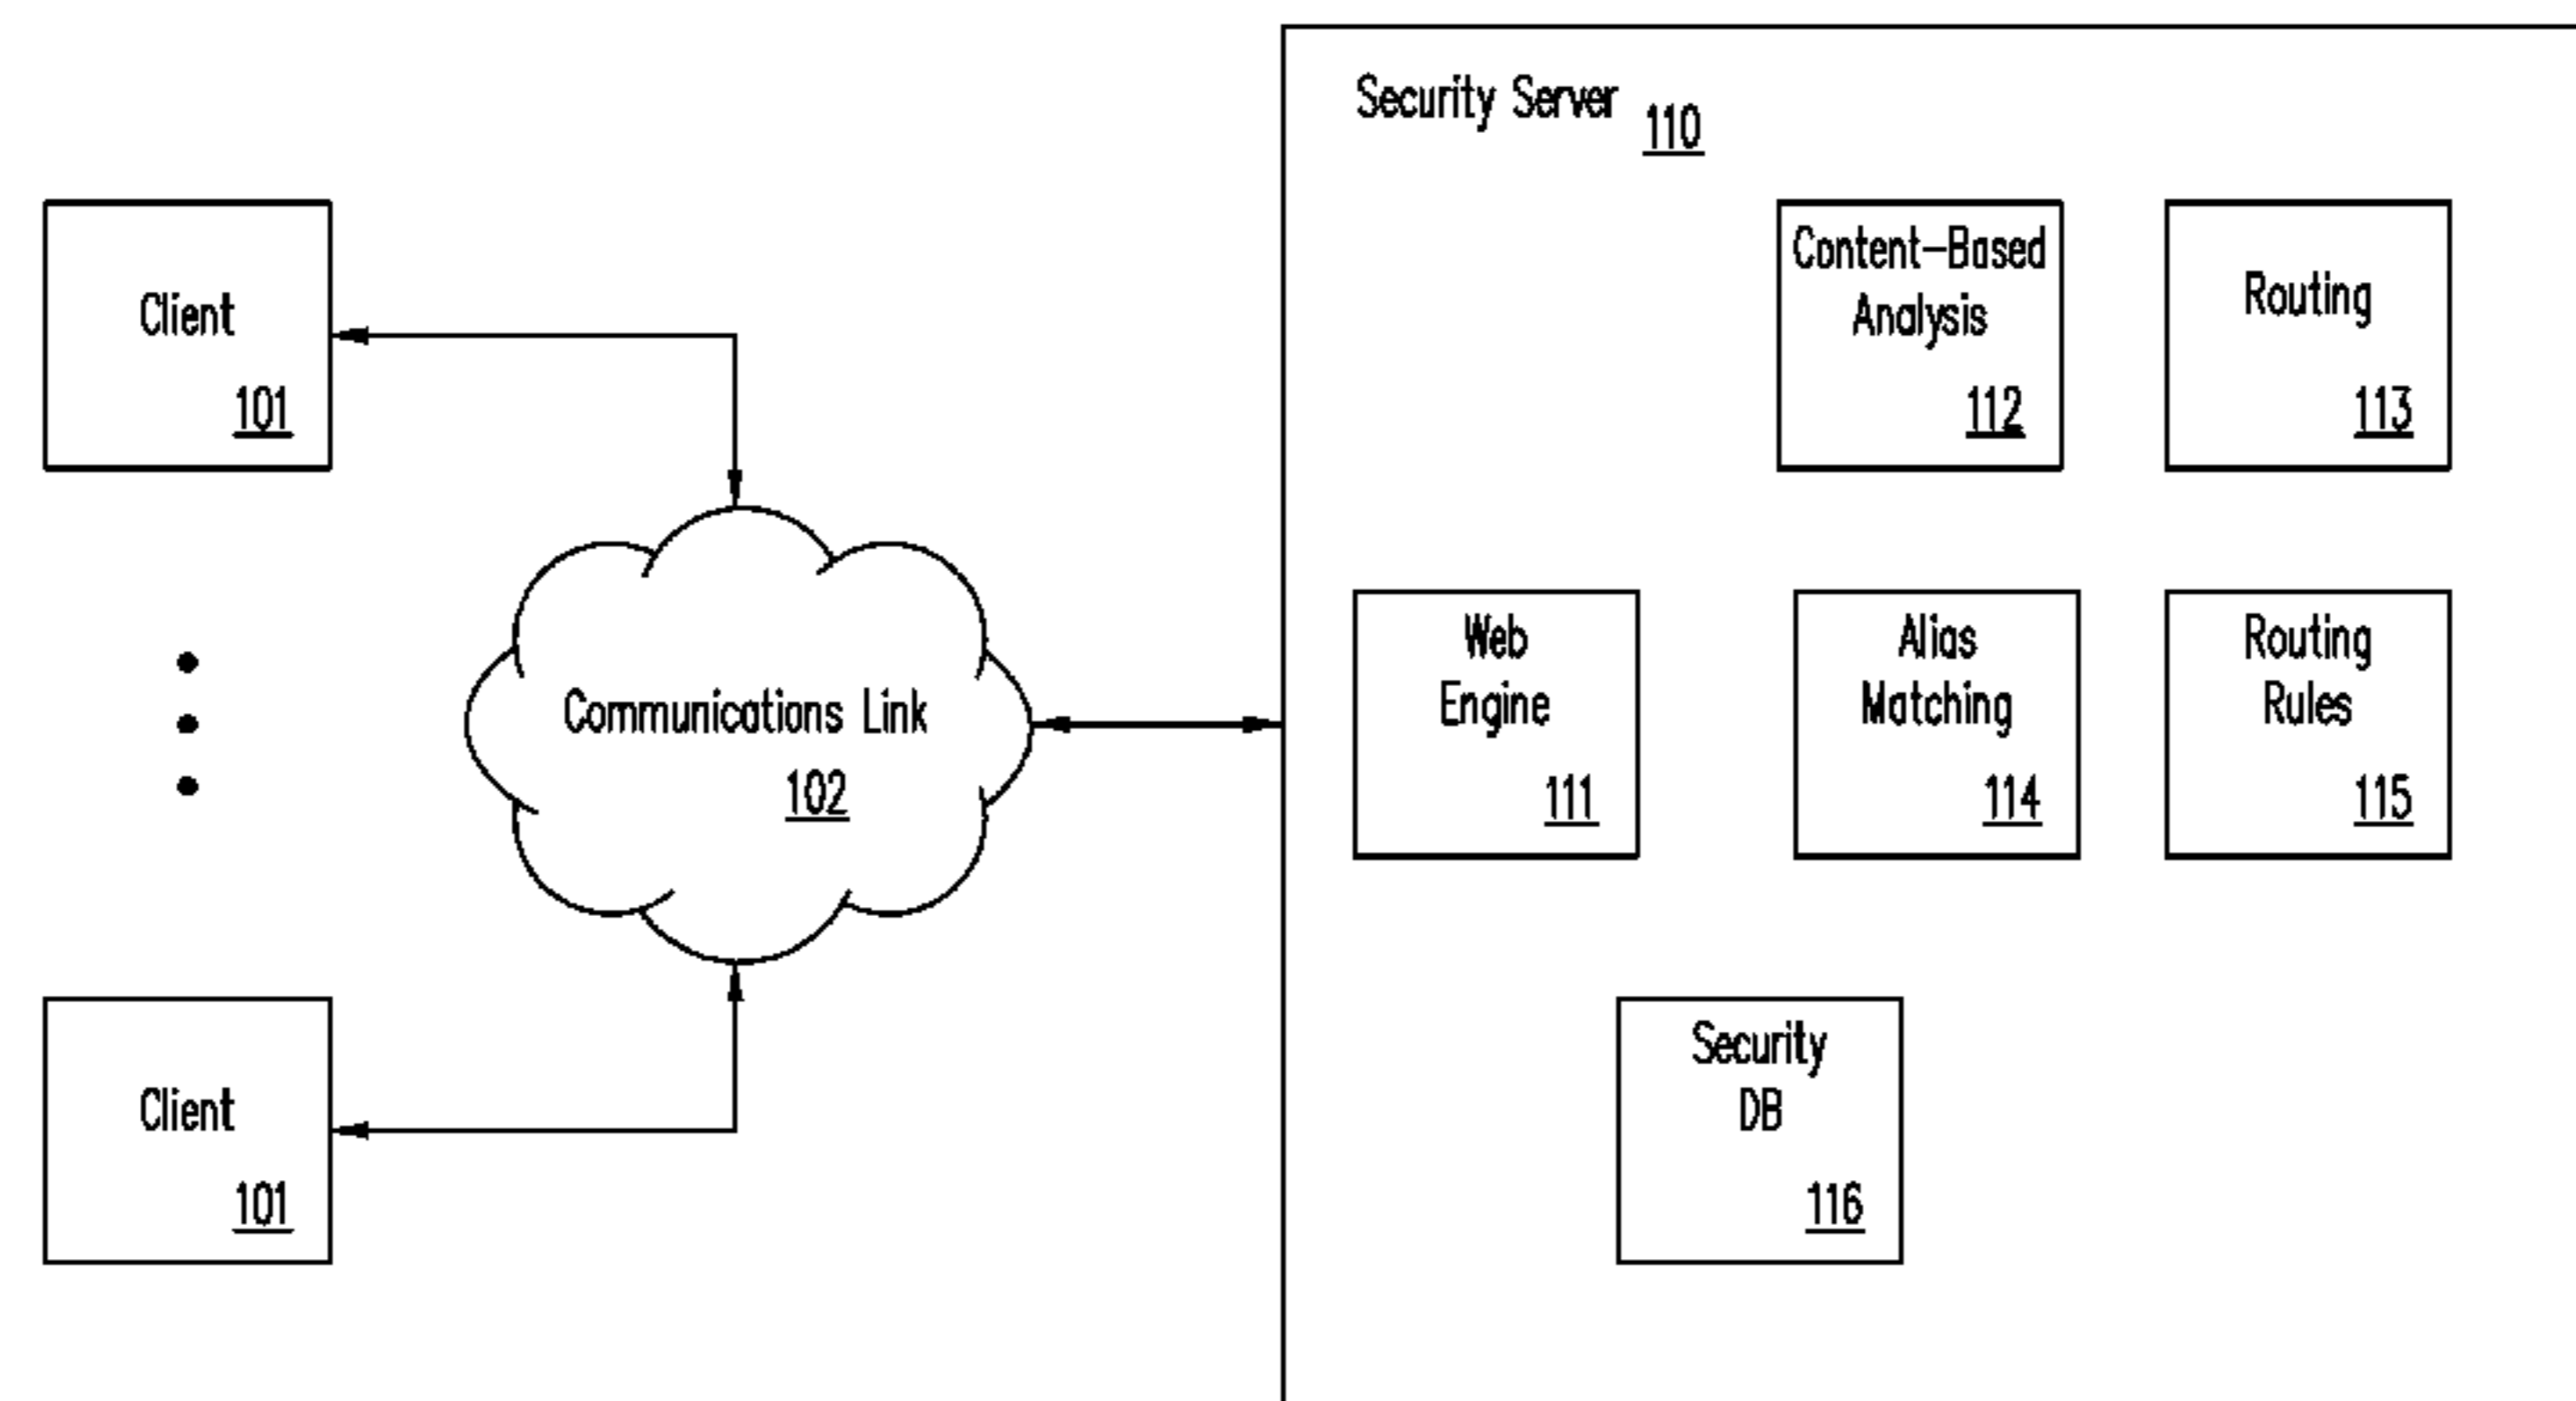 Security Server 110
Client
101
Content-Based
Analysis
112
Routing
113
Communications Link
102
Web
Engine
111
Alias
Matching
114
Routing
Rules
115
Client
101
Security
DB
116